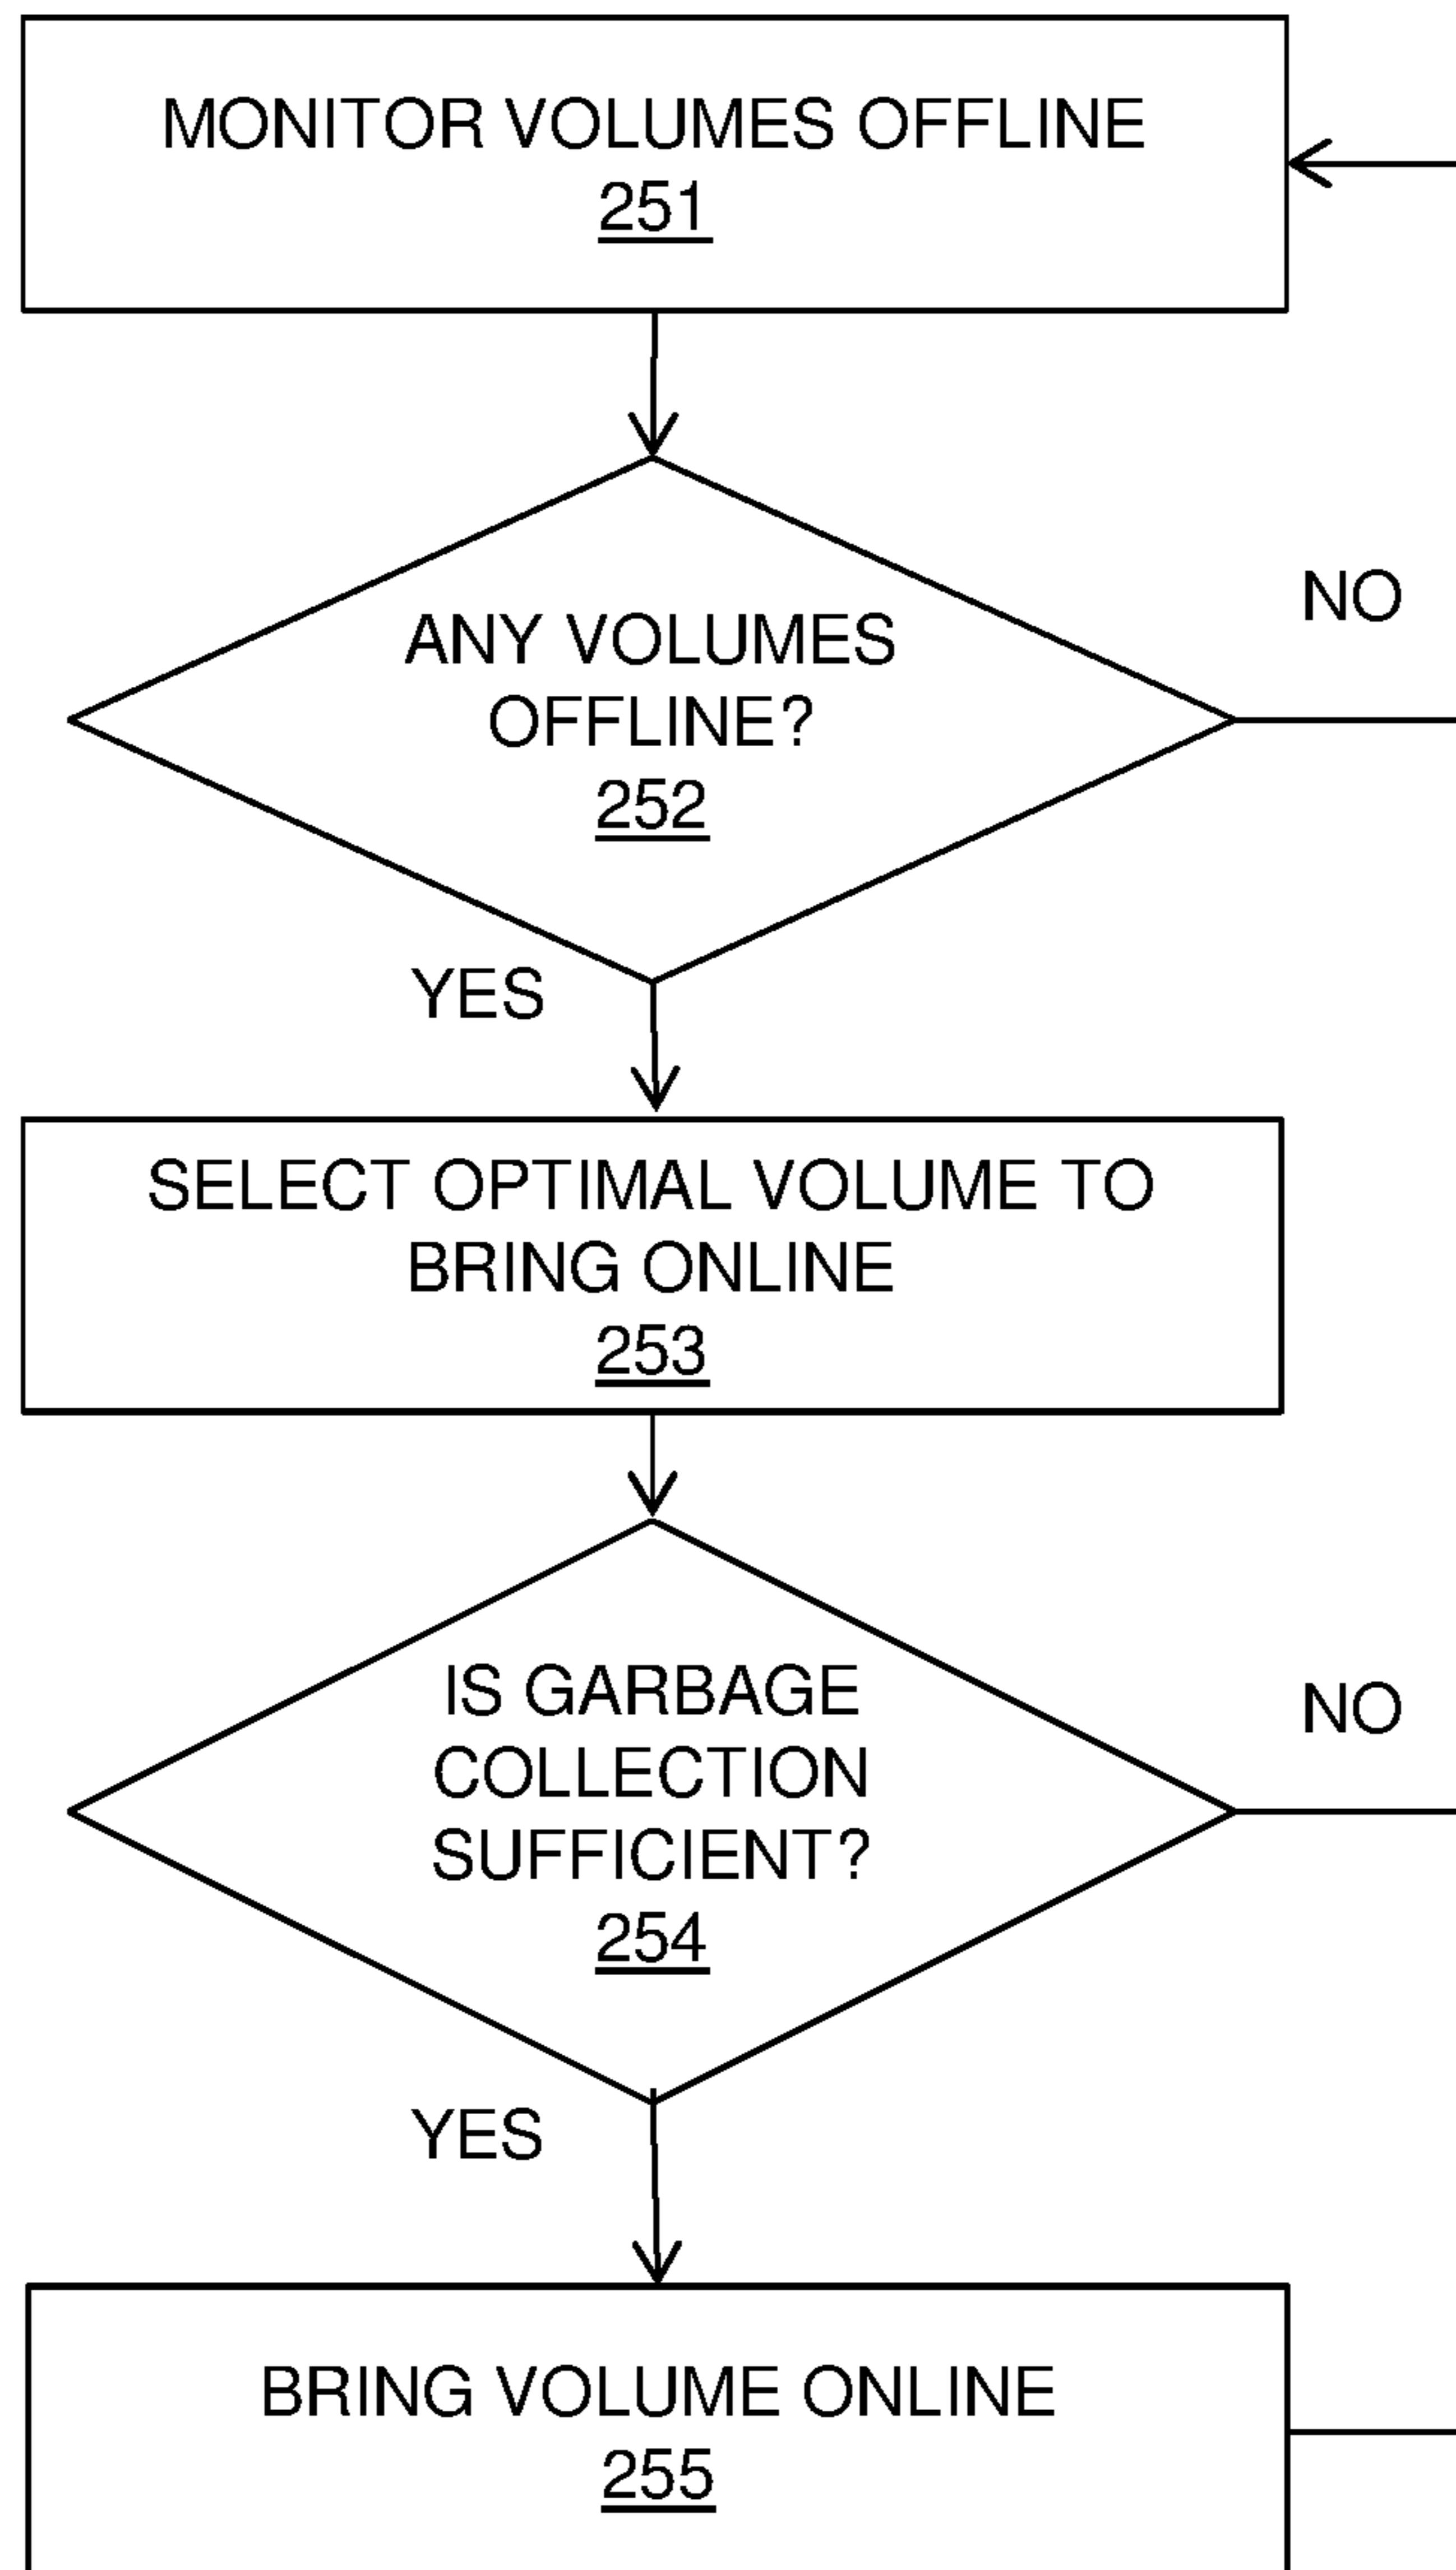 MONITOR VOLUMES OFFLINE
251
ANY VOLUMES
OFFLINE?
252
NO
YES
SELECT OPTIMAL VOLUME TO
BRING ONLINE
253
IS GARBAGE
COLLECTION
SUFFICIENT?
254
NO
YES
BRING VOLUME ONLINE
255